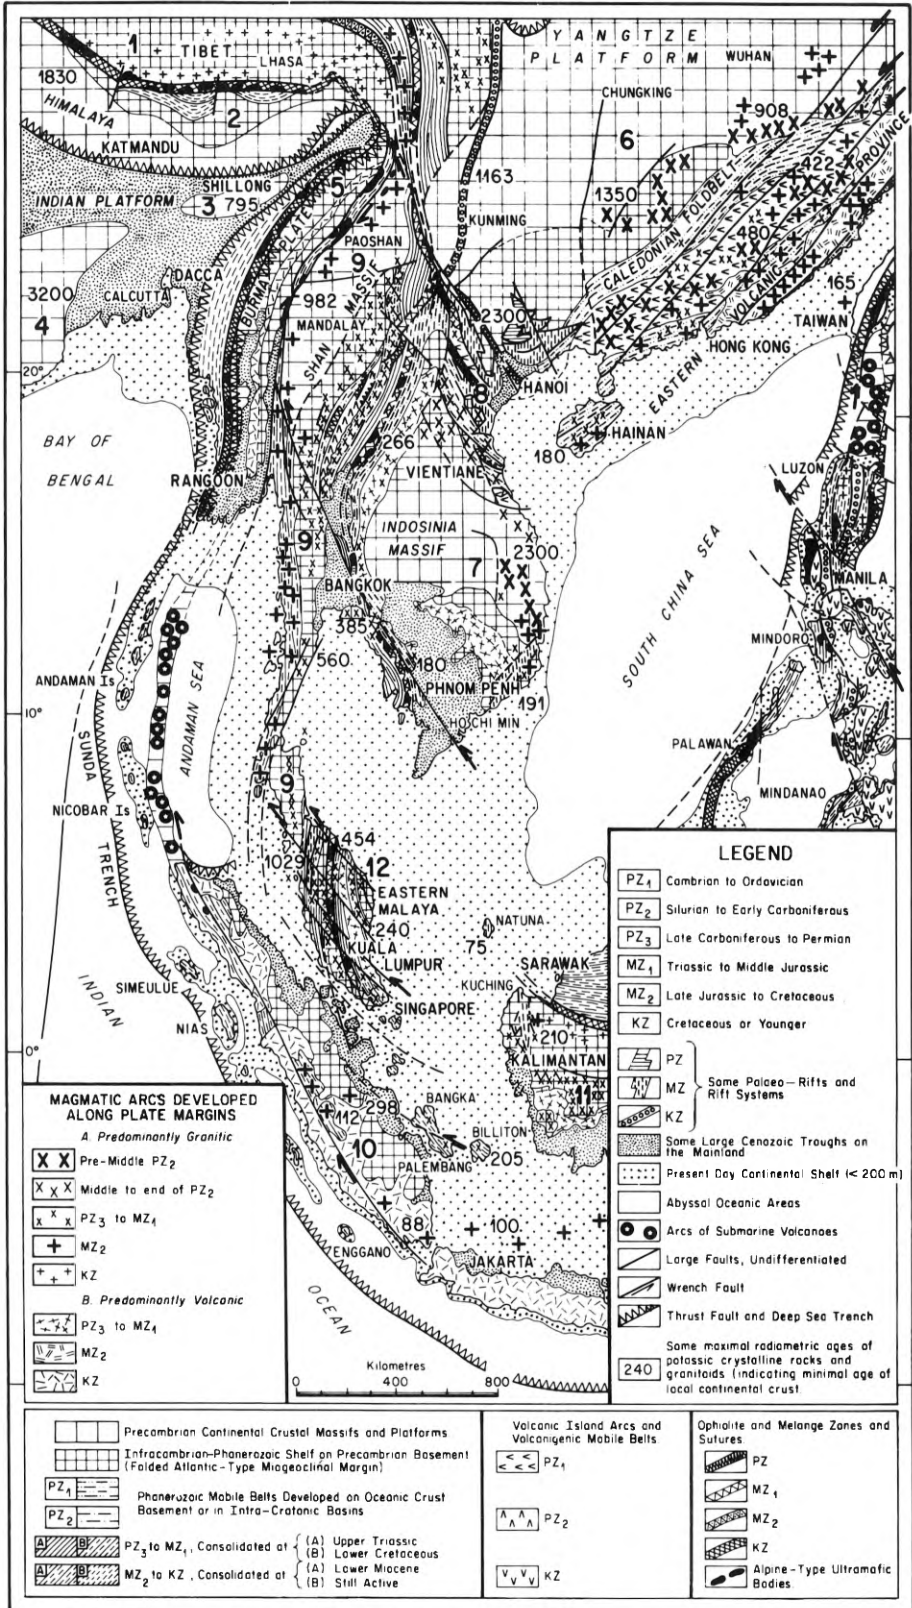 YANGTZE
PLATFORM
WUHAN
1
TIBET
LHASA
1830
CHUNGKING
HIMALAYA
2
908
KATMANDU
6
422
PROVINCE
SHILLONG
5
1163
1350
CALEDONIAN FOLDBELT
INDIAN PLATFORM
3 795
KUNMING
480
BURMA PLATE
PAOSHAN
9
VOLCANIC
DACCA
165
3200
CALCUTTA
982
SHAN MASSIF
2300
TAIWAN
4
MANDALAY
HONG KONG
20°
HANOI
EASTERN
8
HAINAN
BAY OF
BENGAL
266
180
VIENTIANE
LUZON
RANGOON
INDOSINIA
MASSIF
9
2300
7
SOUTH CHINA SEA
BANGKOK
MANILA
385
MINDORO
560
180
ANDAMAN Is
PHNOM PENH
191
10°
ANDAMAN SEA
HO CHI MIN
SUNDA
TRENCH
PALAWAN
MINDANAO
9
NICOBAR Is
454
1029
12
EASTERN
MALAYA
NATUNA
240
75
KUALA
LUMPUR
SARAWAK
INDIAN
OCEAN
SIMEULUE
KUCHING
SINGAPORE
NIAS
210
0°
KALIMANTAN
298
BANGKA
11
112
BILLITON
10
205
PALEMBANG
88
100
ENGGANO
JAKARTA
Kilometres
0 400 800
LEGEND
PZ1 Cambrian to Ordovician
PZ2 Silurian to Early Carboniferous
PZ3 Late Carboniferous to Permian
MZ1 Triassic to Middle Jurassic
MZ2 Late Jurassic to Cretaceous
KZ Cretaceous or Younger
PZ
MZ Some Palaeo-Rifts and
Rift Systems
KZ
Some Large Cenozoic Troughs on
the Mainland
Present Day Continental Shelf (< 200 m)
Abyssal Oceanic Areas
Arcs of Submarine Volcanoes
Large Faults, Undifferentiated
Wrench Fault
Thrust Fault and Deep Sea Trench
Some maximal radiometric ages of
240 potassic crystalline rocks and
granitoids (indicating minimal age of
local continental crust.
MAGMATIC ARCS DEVELOPED
ALONG PLATE MARGINS
A. Predominantly Granitic
Pre-Middle PZ2
Middle to end of PZ2
PZ3 to MZ1
MZ2
KZ
B. Predominantly Volcanic
PZ3 to MZ1
MZ2
KZ
Precambrian Continental Crustal Massifs and Platforms
Infracambrian-Phanerozoic Shelf on Precambrian Basement
(Folded Atlantic-Type Miogeoclinal Margin)
PZ1
Phanerozoic Mobile Belts Developed on Oceanic Crust
PZ2 Basement or in Intra-Cratonic Basins
A B PZ3 to MZ1, Consolidated at (A) Upper Triassic
(B) Lower Cretaceous
A B MZ2 to KZ, Consolidated at (A) Lower Miocene
(B) Still Active
Volcanic Island Arcs and
Volcanigenic Mobile Belts
PZ1
PZ2
KZ
Ophiolite and Melange Zones and
Sutures
PZ
MZ1
MZ2
KZ
Alpine-Type Ultramafic
Bodies